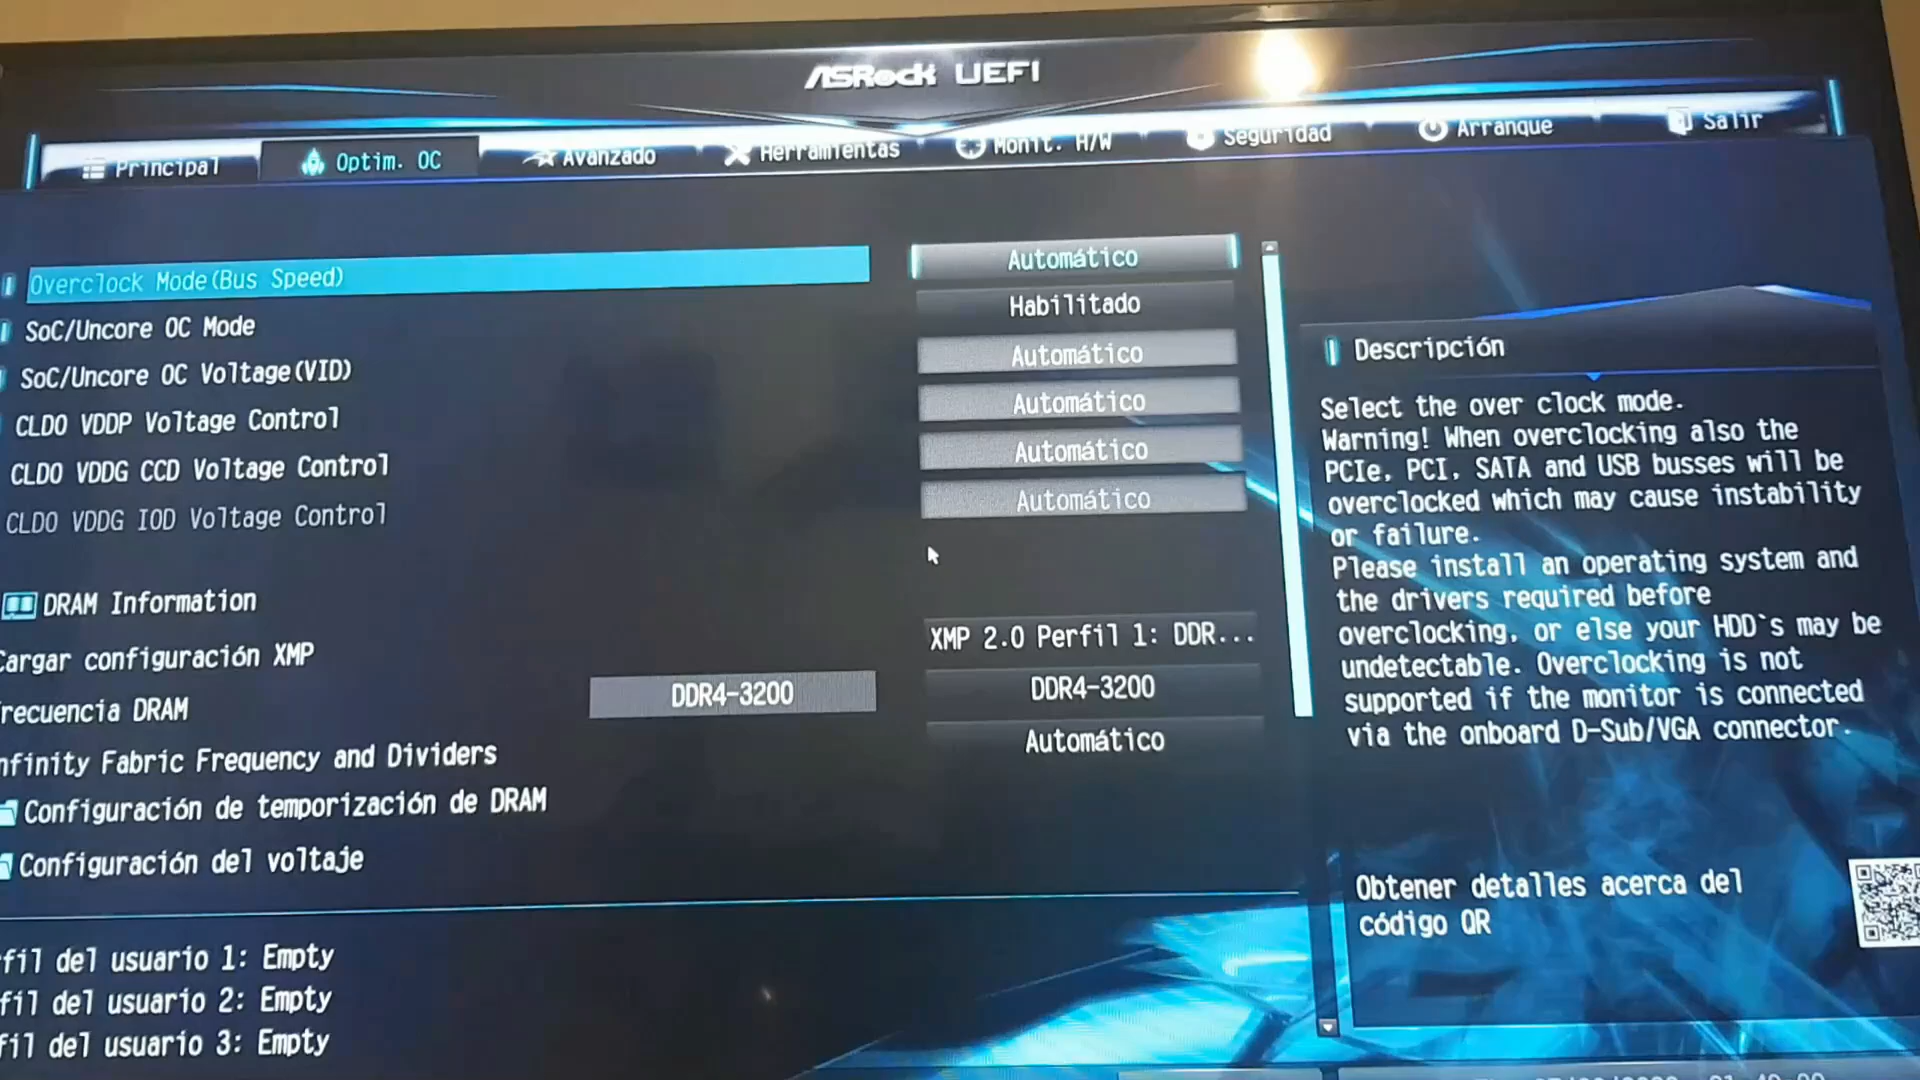 ASRock UEFI
Principal
Optim. OC
Avanzado
Herramientas
Monit. H/W
Seguridad
Arranque
Salir
Overclock Mode(Bus Speed) Automático
SoC/Uncore OC Mode Habilitado
SoC/Uncore OC Voltage(VID) Automático
CLDO VDDP Voltage Control Automático
CLDO VDDG CCD Voltage Control Automático
CLDO VDDG IOD Voltage Control Automático
DRAM Information
Cargar configuración XMP XMP 2.0 Perfil 1: DDR...
recuencia DRAM DDR4-3200 DDR4-3200
nfinity Fabric Frequency and Dividers Automático
Configuración de temporización de DRAM
Configuración del voltaje
fil del usuario 1: Empty
fil del usuario 2: Empty
fil del usuario 3: Empty
Descripción
Select the over clock mode.
Warning! When overclocking also the
PCIe, PCI, SATA and USB busses will be
overclocked which may cause instability
or failure.
Please install an operating system and
the drivers required before
overclocking, or else your HDD`s may be
undetectable. Overclocking is not
supported if the monitor is connected
via the onboard D-Sub/VGA connector.
Obtener detalles acerca del
código QR